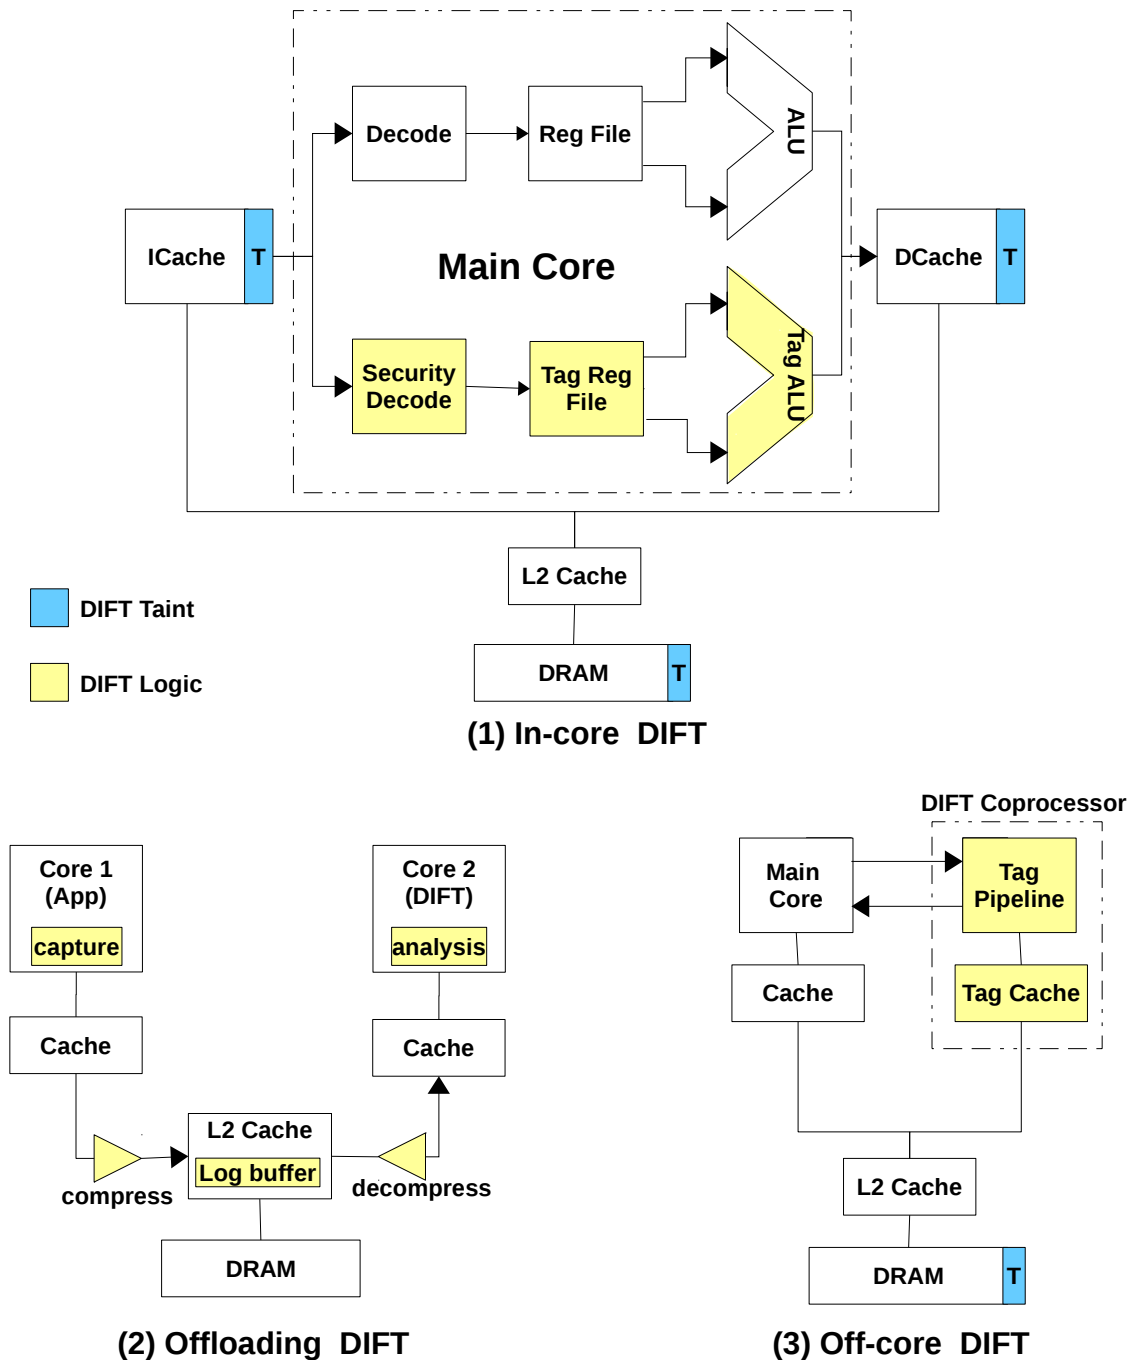 Decode
Reg File
ALU
ICache
T
Main Core
DCache
T
Security
Decode
Tag Reg
File
Tag ALU
L2 Cache
DIFT Taint
DRAM
T
DIFT Logic
(1) In-core DIFT
DIFT Coprocessor
Core 1
(App)
capture
Cache
Core 2
(DIFT)
analysis
Cache
compress
L2 Cache
Log buffer
decompress
DRAM
(2) Offloading DIFT
Main
Core
Tag
Pipeline
Cache
Tag Cache
L2 Cache
DRAM
T
(3) Off-core DIFT